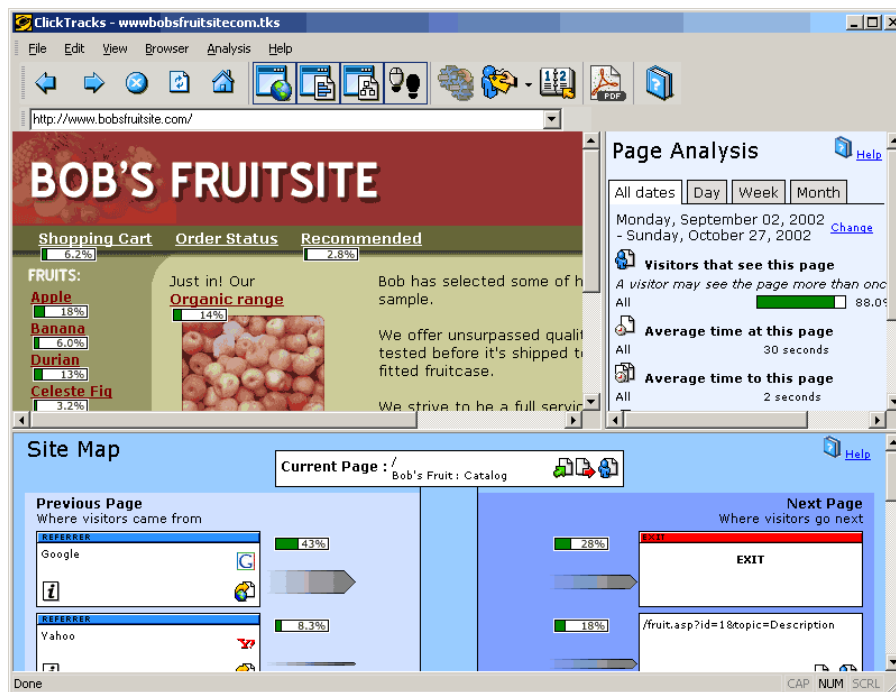 ClickTracks - wwwbobsfruitsitecom.tks
File Edit View Browser Analysis Help
PDF
http://www.bobsfruitsite.com/
BOB'S FRUITSITE
Shopping Cart Order Status Recommended
6.2% 2.8%
FRUITS:
Apple
18%
Banana
6.0%
Durian
13%
Celeste Fig
3.2%
Just in! Our
Organic range
14%
Bob has selected some of h
sample.
We offer unsurpassed qualit
tested before it's shipped t
fitted fruitcase.
We strive to be a full servic
Page Analysis
Help
All dates Day Week Month
Monday, September 02, 2002
- Sunday, October 27, 2002
Change
Visitors that see this page
A visitor may see the page more than onc
All 88.0%
Average time at this page
All 30 seconds
Average time to this page
All 2 seconds
Site Map
Help
Current Page : /
Bob's Fruit : Catalog
Previous Page
Where visitors came from
REFERRER
Google
G
i
43%
REFERRER
Yahoo
Y!
8.3%
Next Page
Where visitors go next
28%
EXIT
EXIT
18%
/fruit.asp?id=1&topic=Description
Done
CAP NUM SCRL